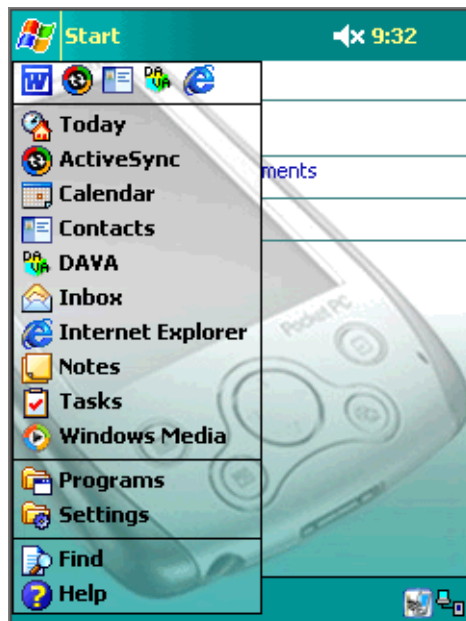 Start 9:32
Today
ActiveSync
ments
Calendar
Contacts
DAVA
Inbox
Internet Explorer
Pocket PC
Notes
Tasks
Windows Media
Programs
Settings
Find
Help